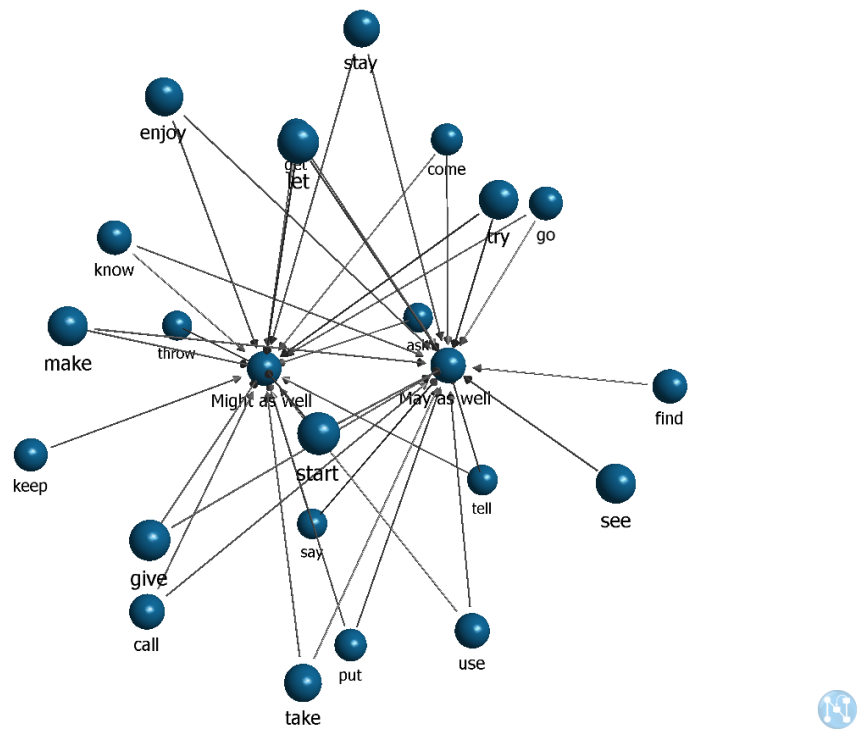 stay
enjoy
get
let
come
try
go
know
make
throw
ask
Might as well
May as well
find
start
keep
tell
see
say
give
call
put
use
take